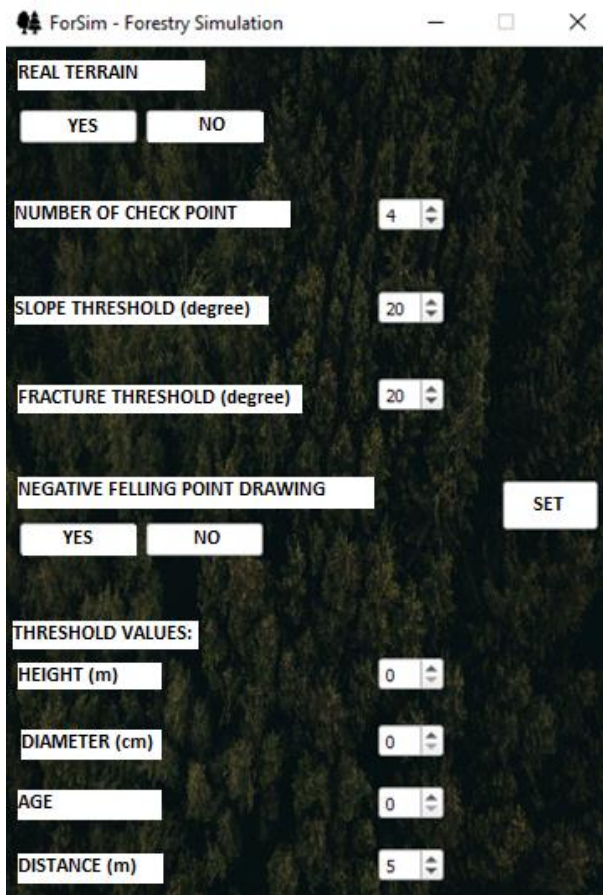 ForSim - Forestry Simulation
REAL TERRAIN
YES NO
NUMBER OF CHECK POINT 4
SLOPE THRESHOLD (degree) 20
FRACTURE THRESHOLD (degree) 20
NEGATIVE FELLING POINT DRAWING
SET
YES NO
THRESHOLD VALUES:
HEIGHT (m) 0
DIAMETER (cm) 0
AGE 0
DISTANCE (m) 5